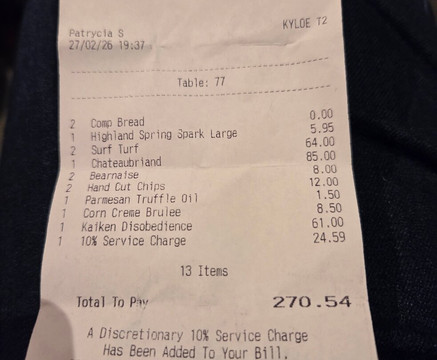 KYLOE T2
Patrycia S
27/02/26 19:37
Table: 77
2 Comp Bread 0.00
1 Highland Spring Spark Large 5.95
2 Surf Turf 64.00
1 Chateaubriand 85.00
2 Bearnaise 8.00
2 Hand Cut Chips 12.00
1 Parmesan Truffle Oil 1.50
1 Corn Creme Brulee 8.50
1 Kaiken Disobedience 61.00
1 10% Service Charge 24.59
13 Items
Total To Pay 270.54
A Discretionary 10% Service Charge
Has Been Added To Your Bill.